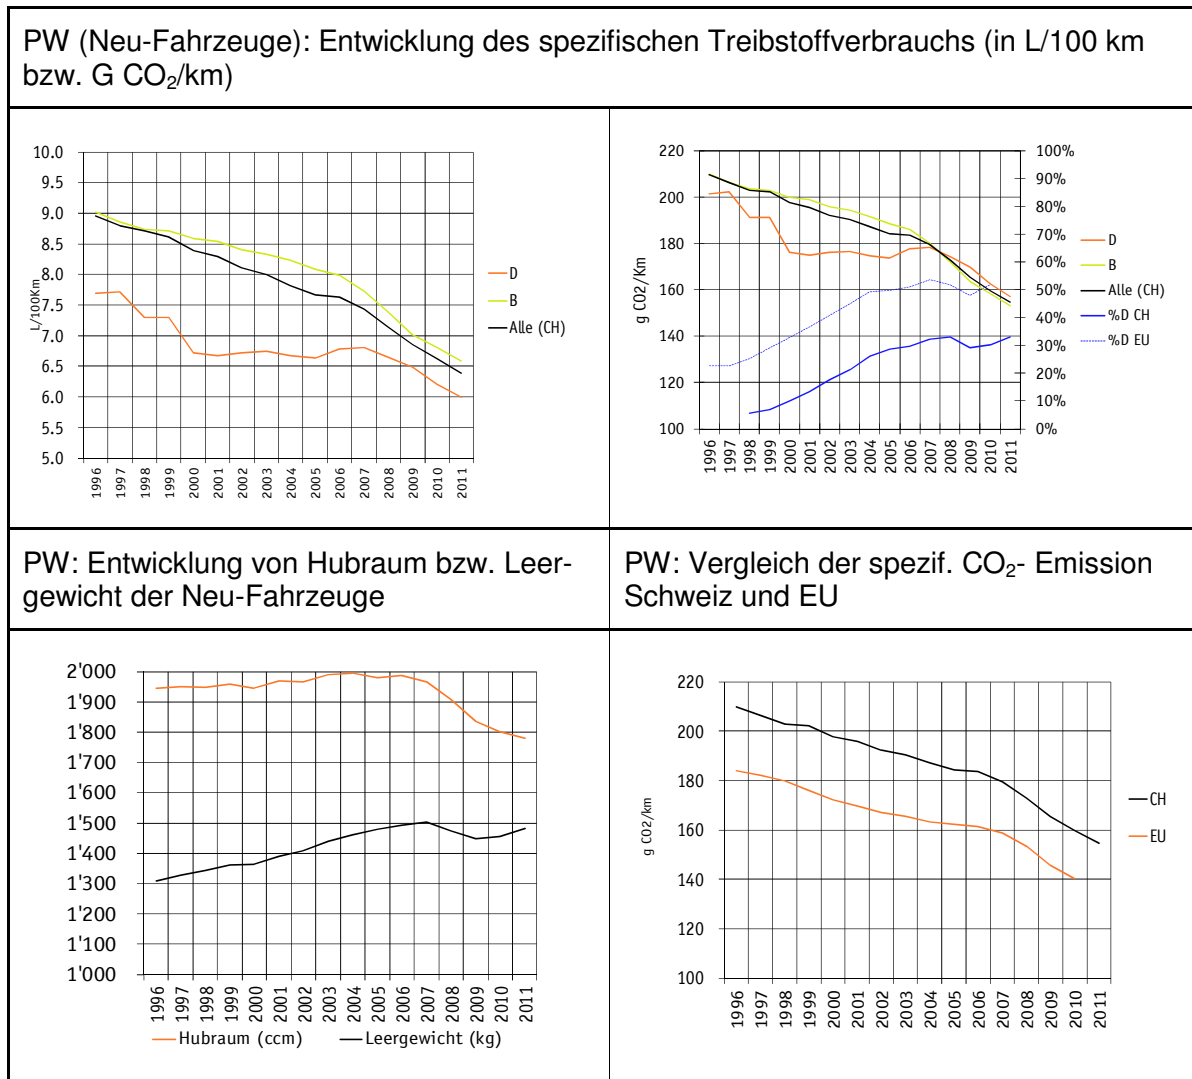 PW (Neu-Fahrzeuge): Entwicklung des spezifischen Treibstoffverbrauchs (in L/100 km
bzw. G CO₂/km)
10.0
9.5
9.0
8.5
8.0
7.5
7.0
6.5
6.0
5.5
5.0
L/100Km
1996 1997 1998 1999 2000 2001 2002 2003 2004 2005 2006 2007 2008 2009 2010 2011
D
B
Alle (CH)
220
200
180
160
140
120
100
g CO2/Km
100%
90%
80%
70%
60%
50%
40%
30%
20%
10%
0%
1996 1997 1998 1999 2000 2001 2002 2003 2004 2005 2006 2007 2008 2009 2010 2011
D
B
Alle (CH)
%D CH
%D EU
PW: Entwicklung von Hubraum bzw. Leer-
gewicht der Neu-Fahrzeuge
2'000
1'900
1'800
1'700
1'600
1'500
1'400
1'300
1'200
1'100
1'000
1996 1997 1998 1999 2000 2001 2002 2003 2004 2005 2006 2007 2008 2009 2010 2011
Hubraum (ccm) Leergewicht (kg)
PW: Vergleich der spezif. CO₂- Emission
Schweiz und EU
220
200
180
160
140
120
100
g CO2/km
1996 1997 1998 1999 2000 2001 2002 2003 2004 2005 2006 2007 2008 2009 2010 2011
CH
EU